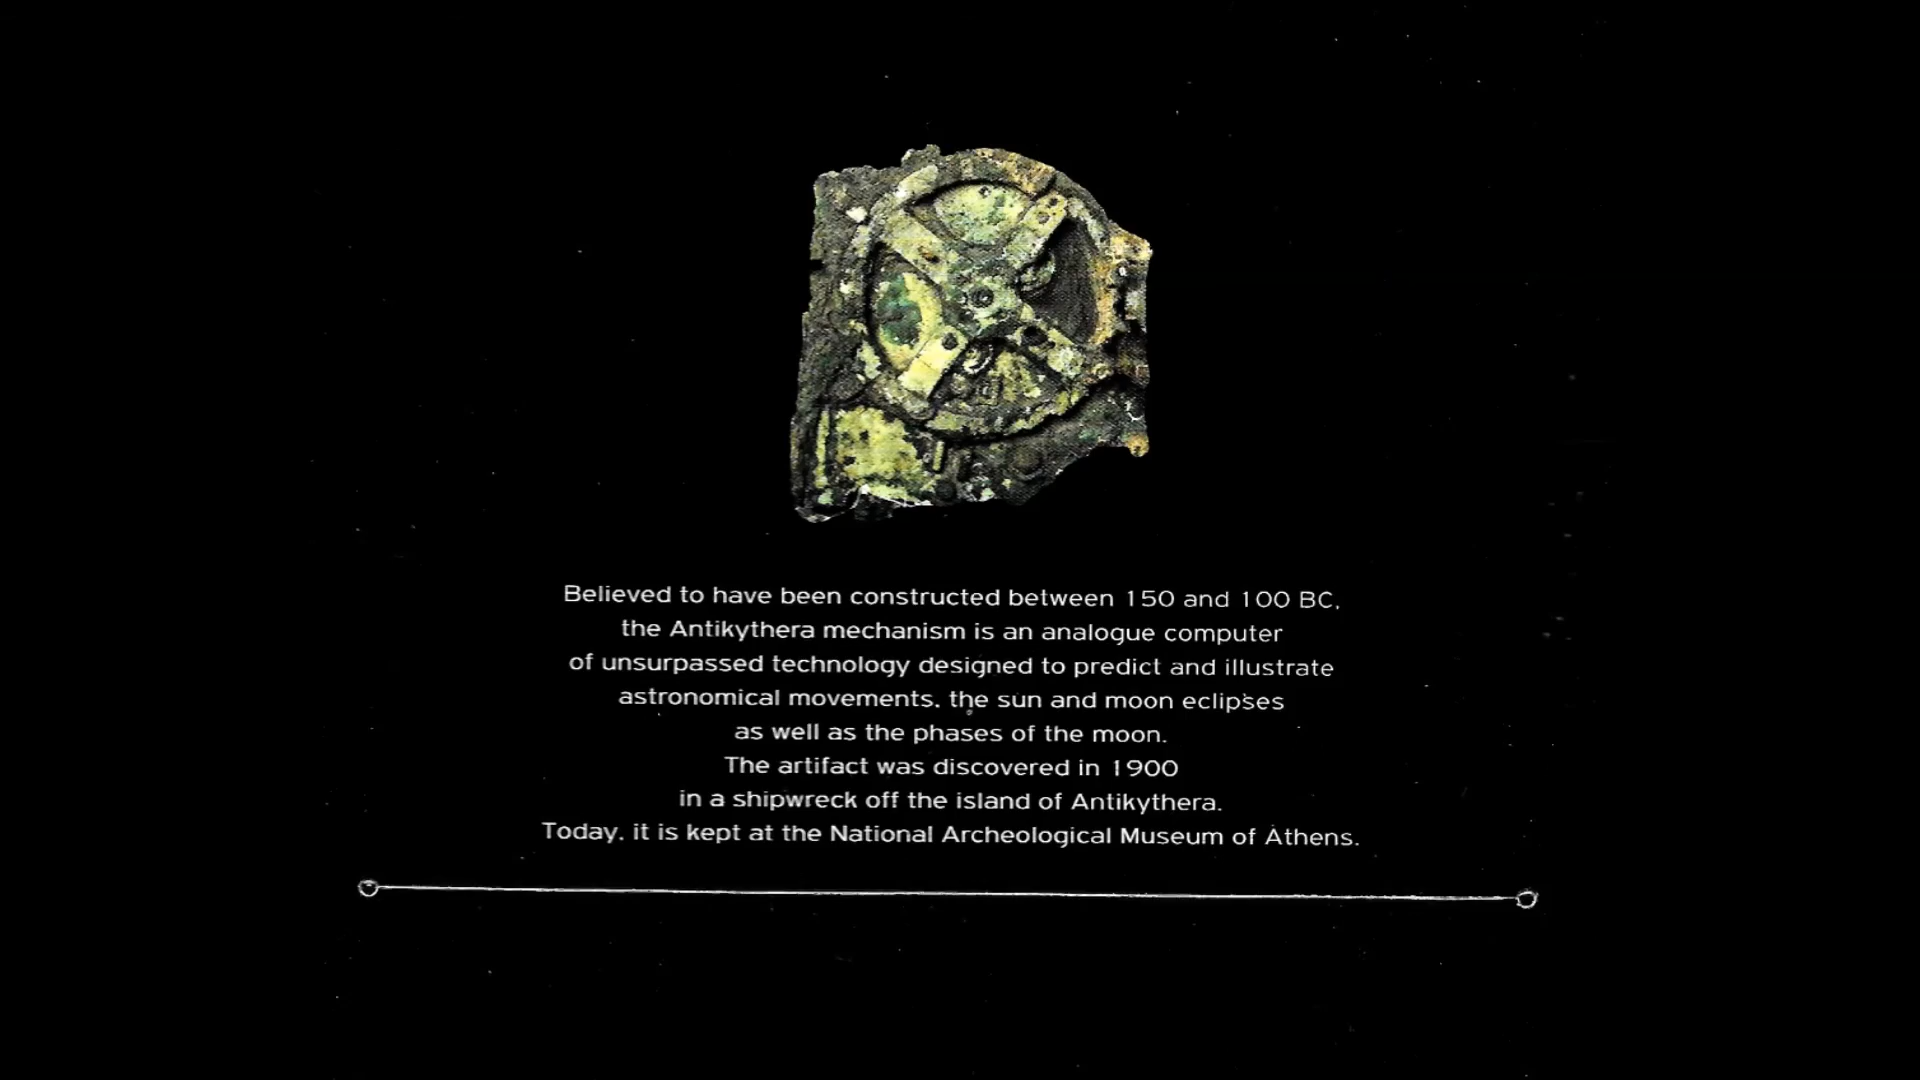 Believed to have been constructed between 150 and 100 BC,
the Antikythera mechanism is an analogue computer
of unsurpassed technology designed to predict and illustrate
astronomical movements, the sun and moon eclipses
as well as the phases of the moon.
The artifact was discovered in 1900
in a shipwreck off the island of Antikythera.
Today, it is kept at the National Archeological Museum of Athens.